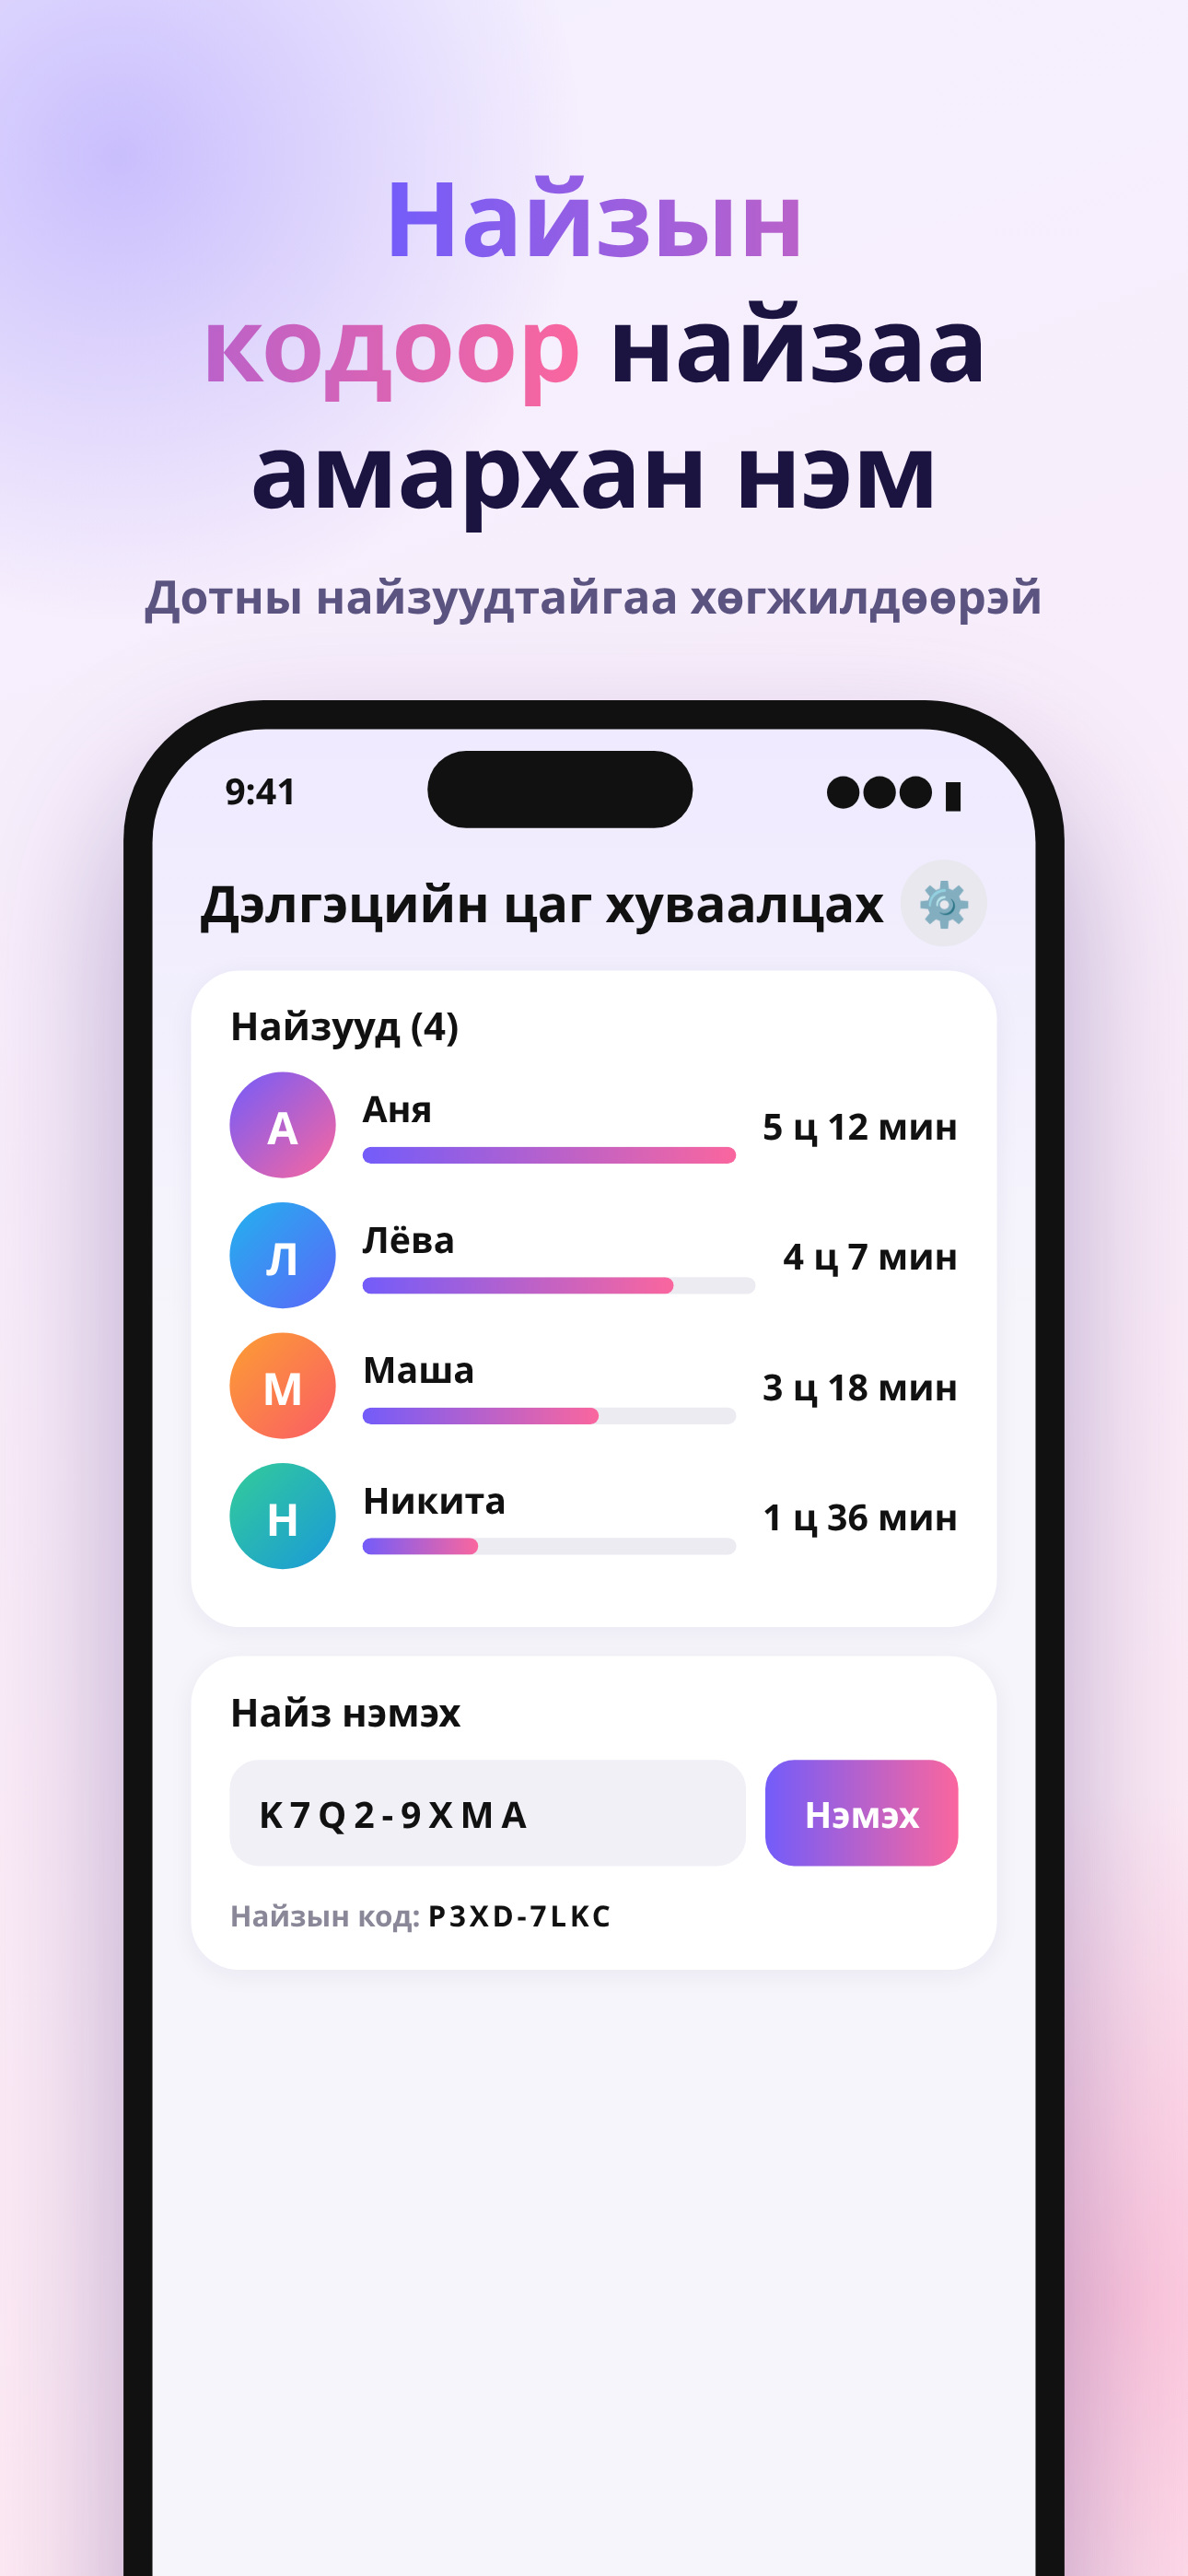 Найзын
кодоор найзаа
амархан нэм
Дотны найзуудтайгаа хөгжилдөөрэй
9:41
Дэлгэцийн цаг хуваалцах
Найзууд (4)
А
Аня
5 ц 12 мин
Л
Лёва
4 ц 7 мин
М
Маша
3 ц 18 мин
Н
Никита
1 ц 36 мин
Найз нэмэх
K7Q2-9XMA
Нэмэх
Найзын код: P3XD-7LKC